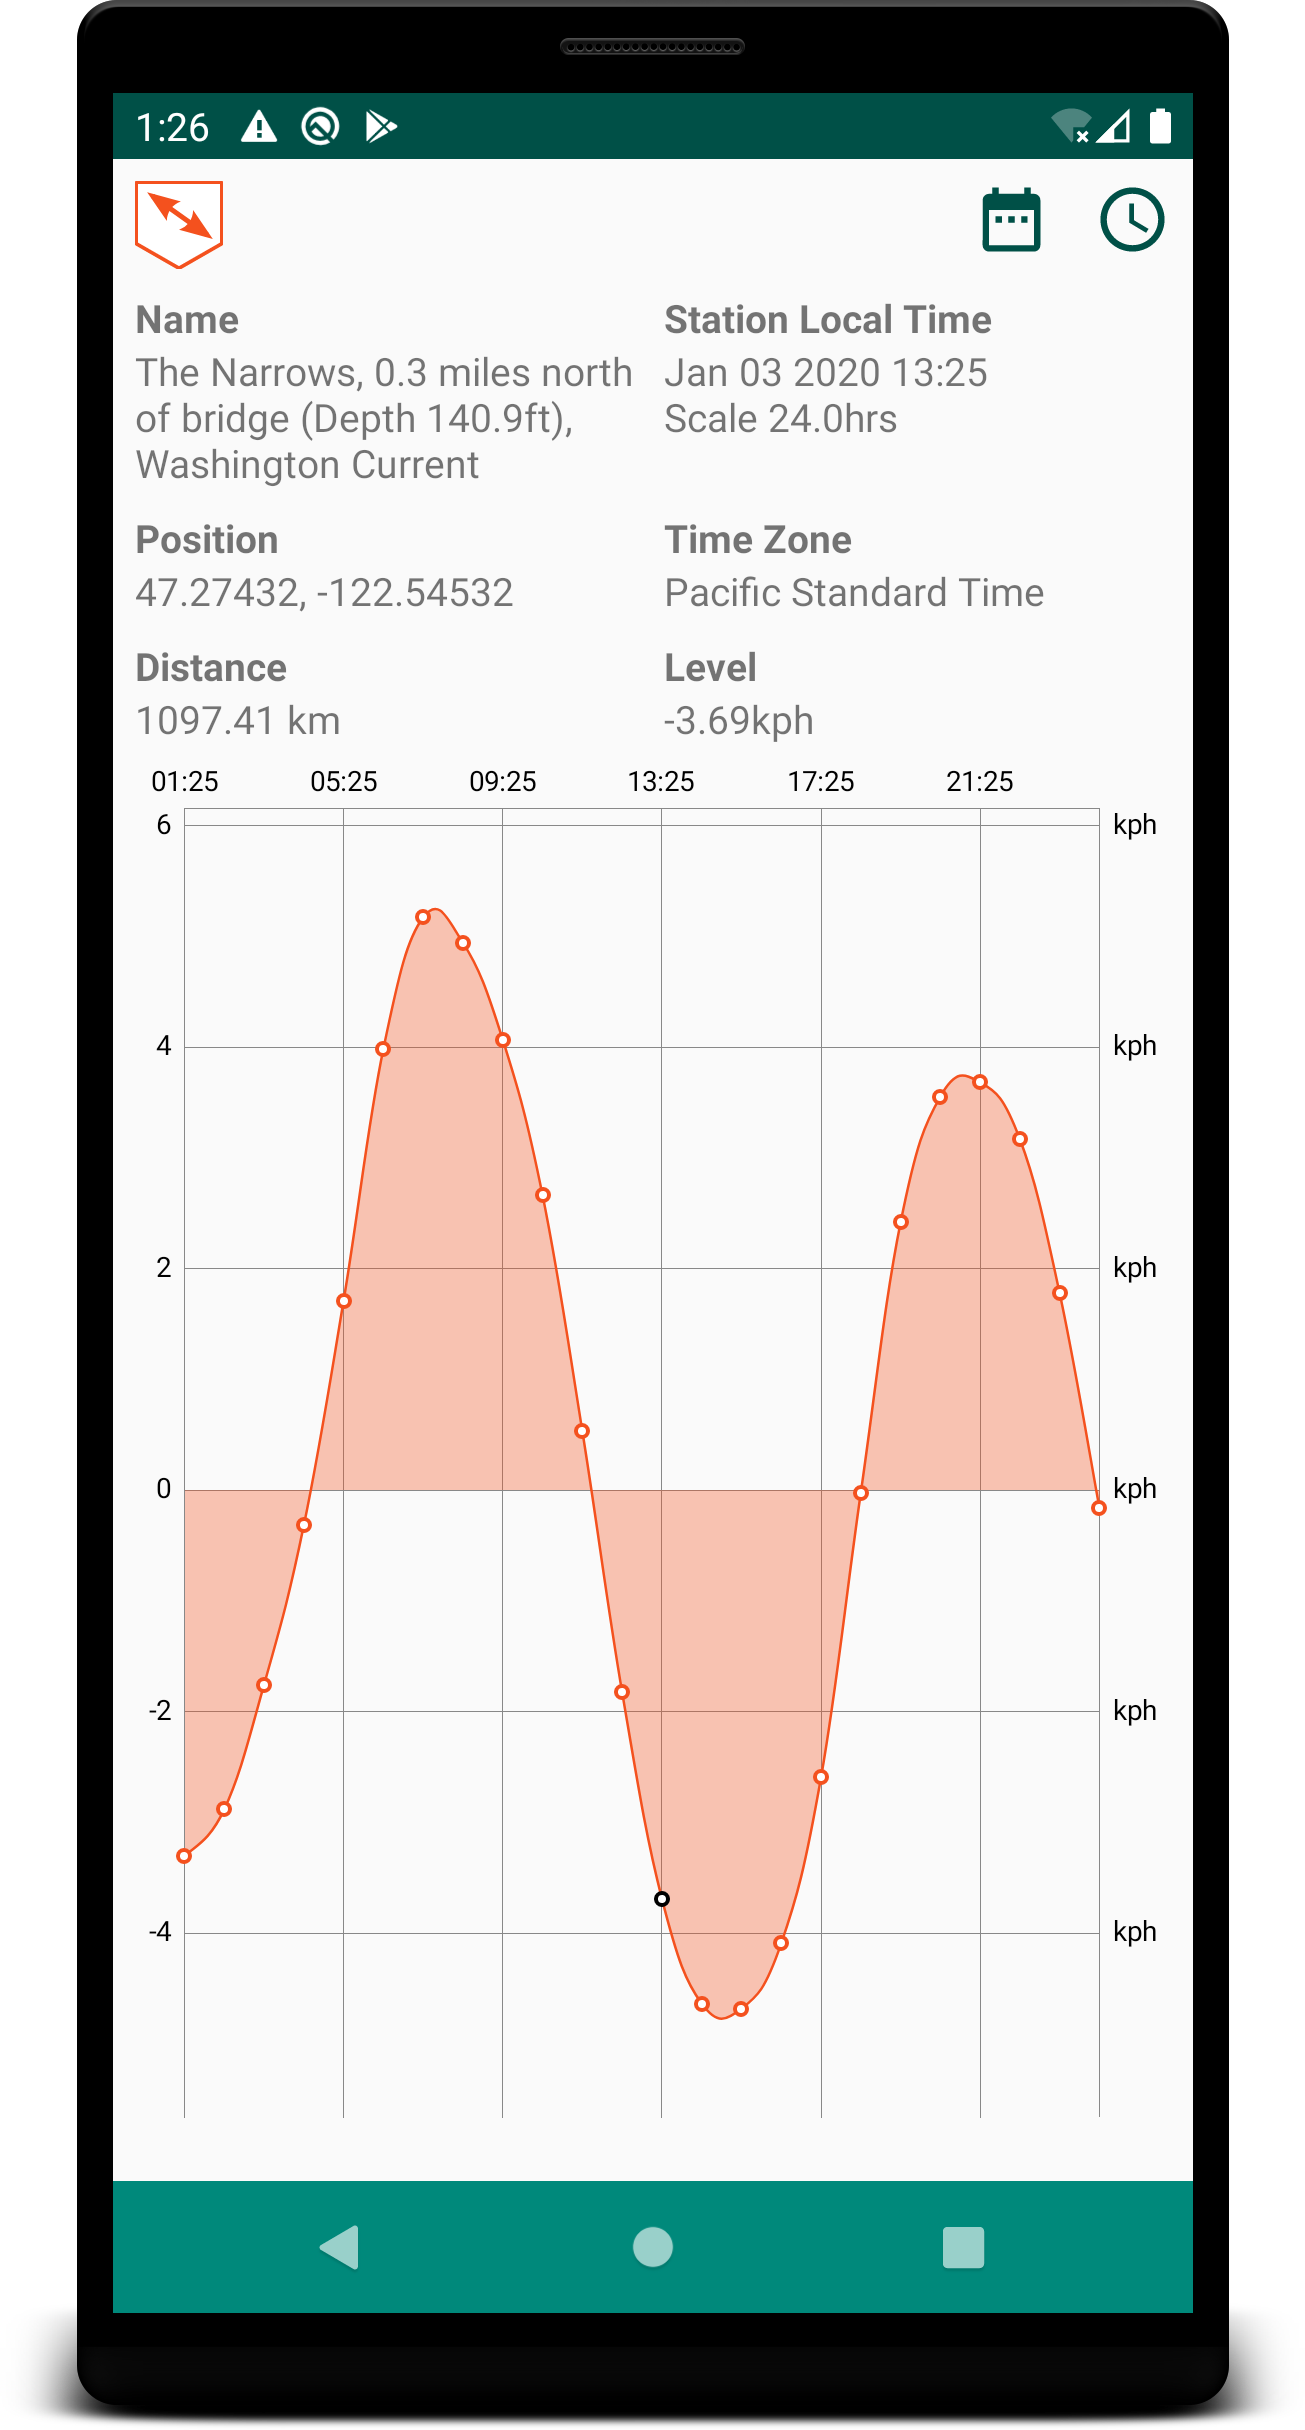 1:26
Name
The Narrows, 0.3 miles north
of bridge (Depth 140.9ft),
Washington Current
Station Local Time
Jan 03 2020 13:25
Scale 24.0hrs
Position
47.27432, -122.54532
Time Zone
Pacific Standard Time
Distance
1097.41 km
Level
-3.69kph
01:25 05:25 09:25 13:25 17:25 21:25
6 kph
4 kph
2 kph
0 kph
-2 kph
-4 kph